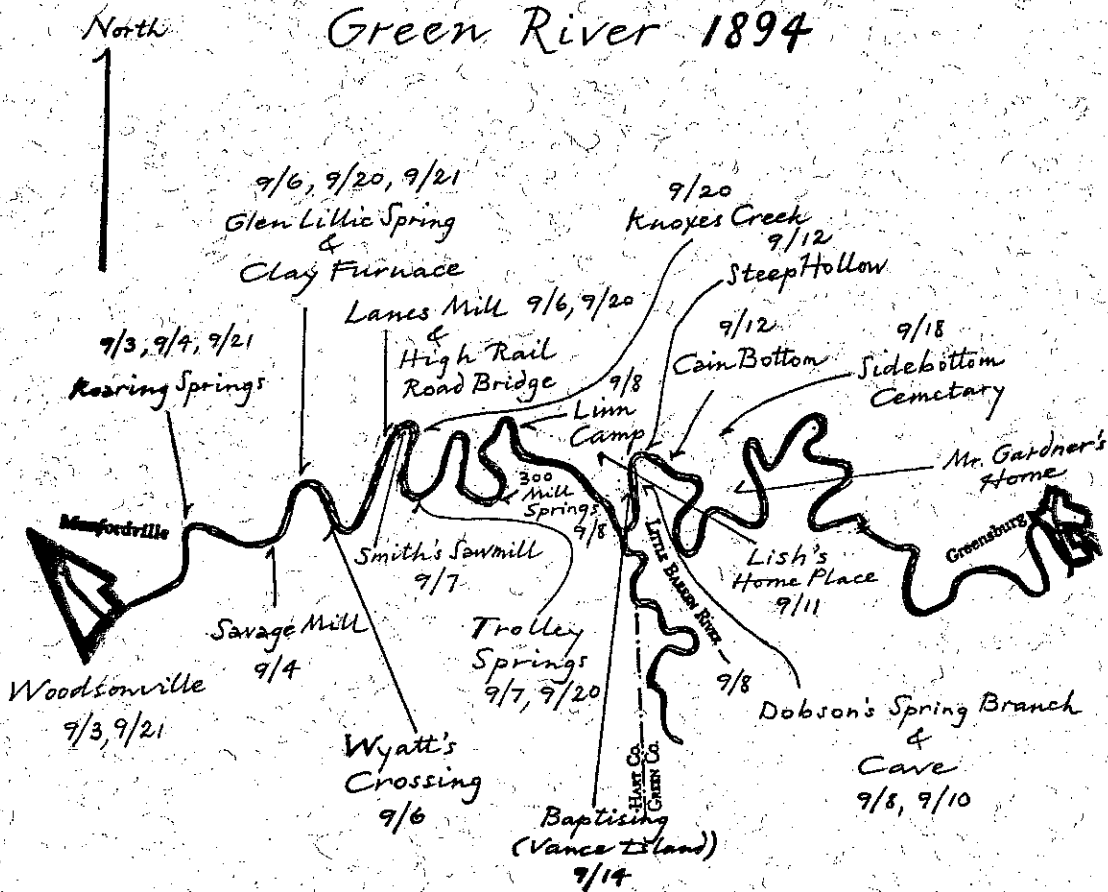 Green River 1894
North
9/6, 9/20, 9/21
Glen Lillie Spring
&
Clay Furnace
9/20
Knoxes Creek
9/12
Steep Hollow
Lanes Mill 9/6, 9/20
&
High Rail
Road Bridge
9/3, 9/4, 9/21
Roaring Springs
9/12
Cain Bottom
9/18
Sidebottom
Cemetary
9/8
Linn
Camp
Mr. Gardner's
Home
300
Mill
Springs
9/8
Munfordville
Greensburg
Smith's Sawmill
9/7
LITTLE BARREN RIVER
9/8
Lish's
Home Place
9/11
Savage Mill
9/4
Trolley
Springs
9/7, 9/20
Woodsonville
9/3, 9/21
Dobson's Spring Branch
&
Cave
9/8, 9/10
Wyatt's
Crossing
9/6
HART CO.
GREEN CO.
Baptising
(Vance Island)
9/14